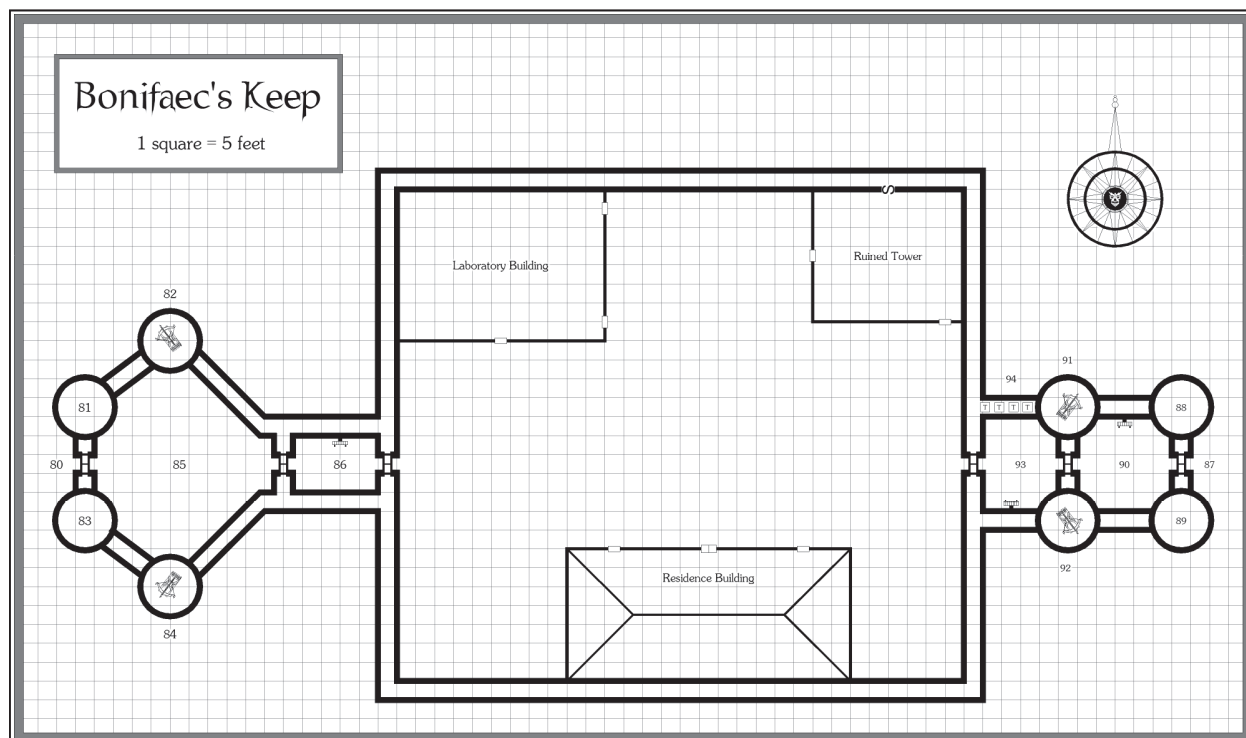 Bonifaec's Keep
1 square = 5 feet
S
Laboratory Building
Ruined Tower
82
91
94
81
88
80
85
86
93
90
87
83
89
92
84
T T T T
Residence Building